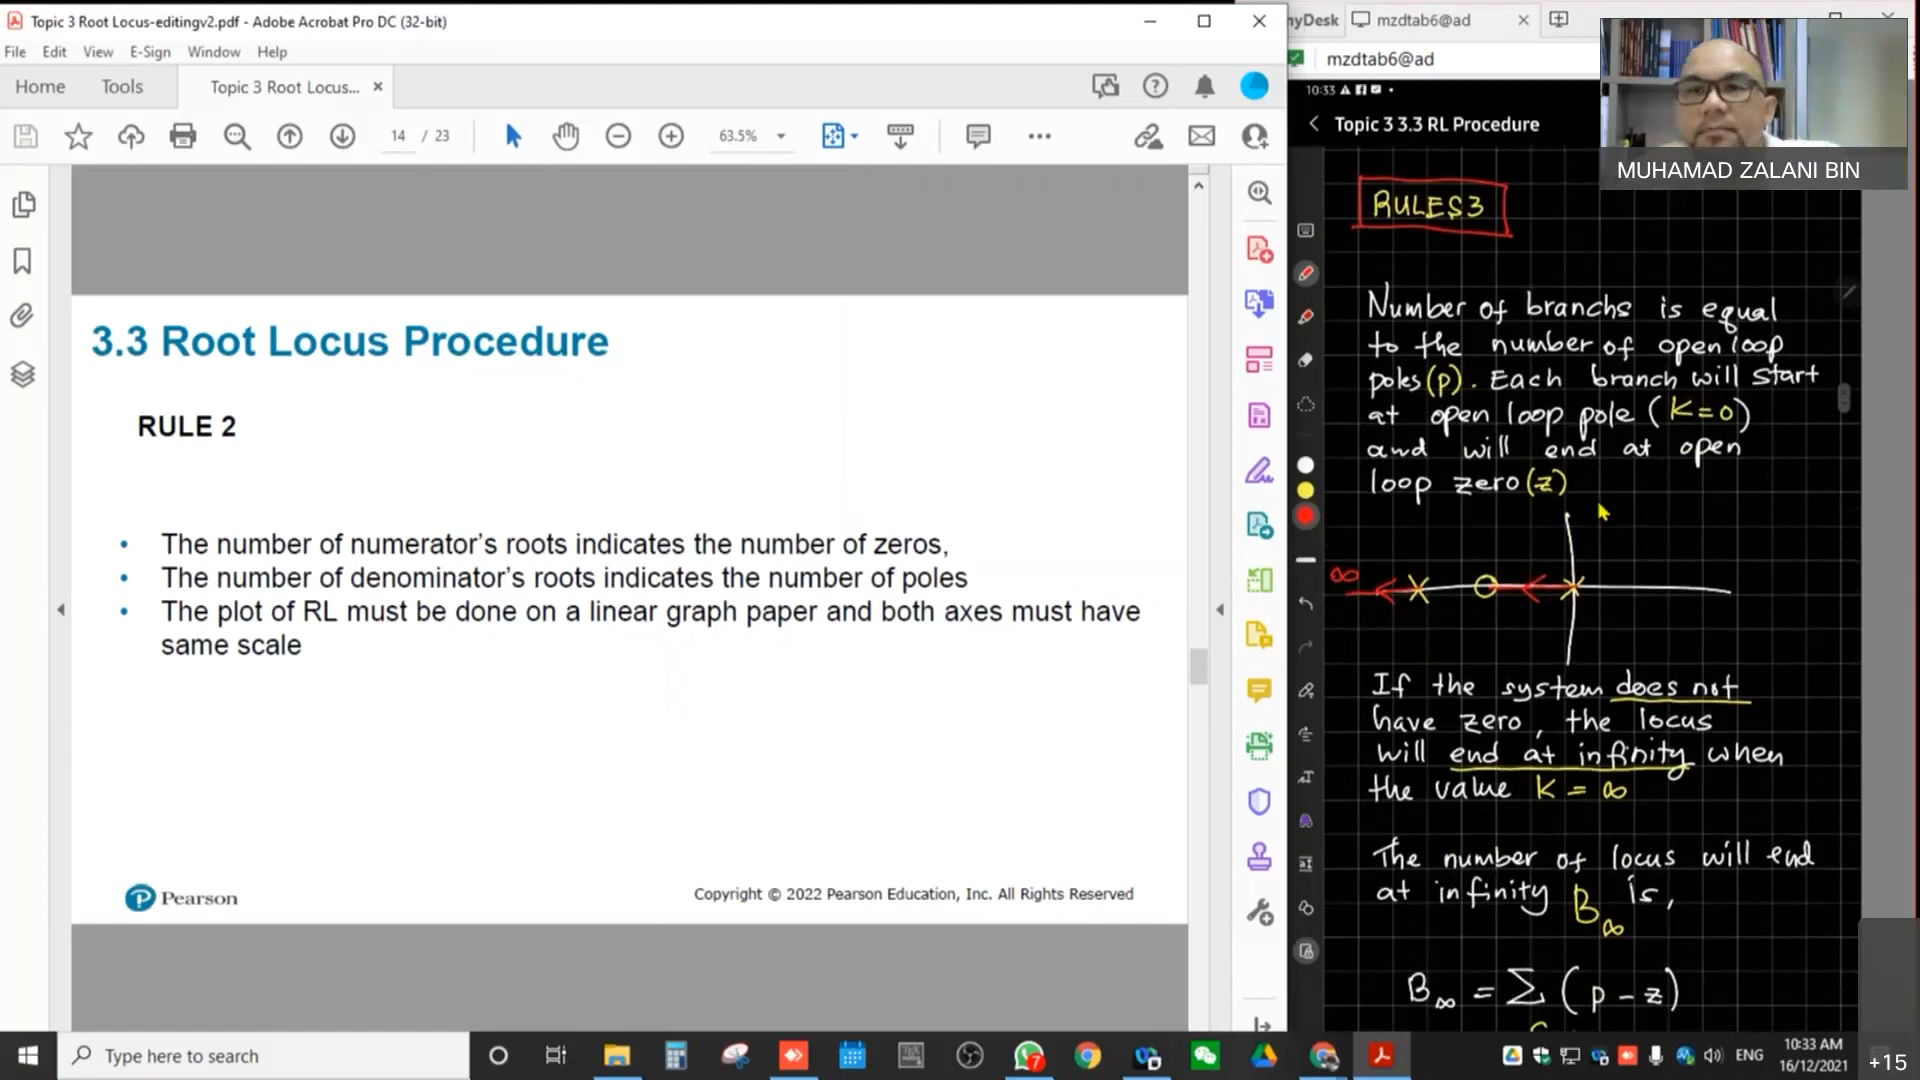 Topic 3 Root Locus-editingv2.pdf - Adobe Acrobat Pro DC (32-bit)
File Edit View E-Sign Window Help
Home Tools Topic 3 Root Locus...
14 / 23 63.5%
3.3 Root Locus Procedure
RULE 2
• The number of numerator's roots indicates the number of zeros,
• The number of denominator's roots indicates the number of poles
• The plot of RL must be done on a linear graph paper and both axes must have
same scale
Pearson
Copyright © 2022 Pearson Education, Inc. All Rights Reserved
nyDesk mzdtab6@ad
mzdtab6@ad
10:33
Topic 3 3.3 RL Procedure
MUHAMAD ZALANI BIN
RULES 3
Number of branchs is equal
to the number of open loop
poles (p). Each branch will start
at open loop pole (K=0)
and will end at open
loop zero (z)
∞
If the system does not
have zero, the locus
will end at infinity when
the value K = ∞
The number of locus will end
at infinity B∞ is,
B∞ = Σ (p - z)
Type here to search
7
ENG
10:33 AM
16/12/2021
+15